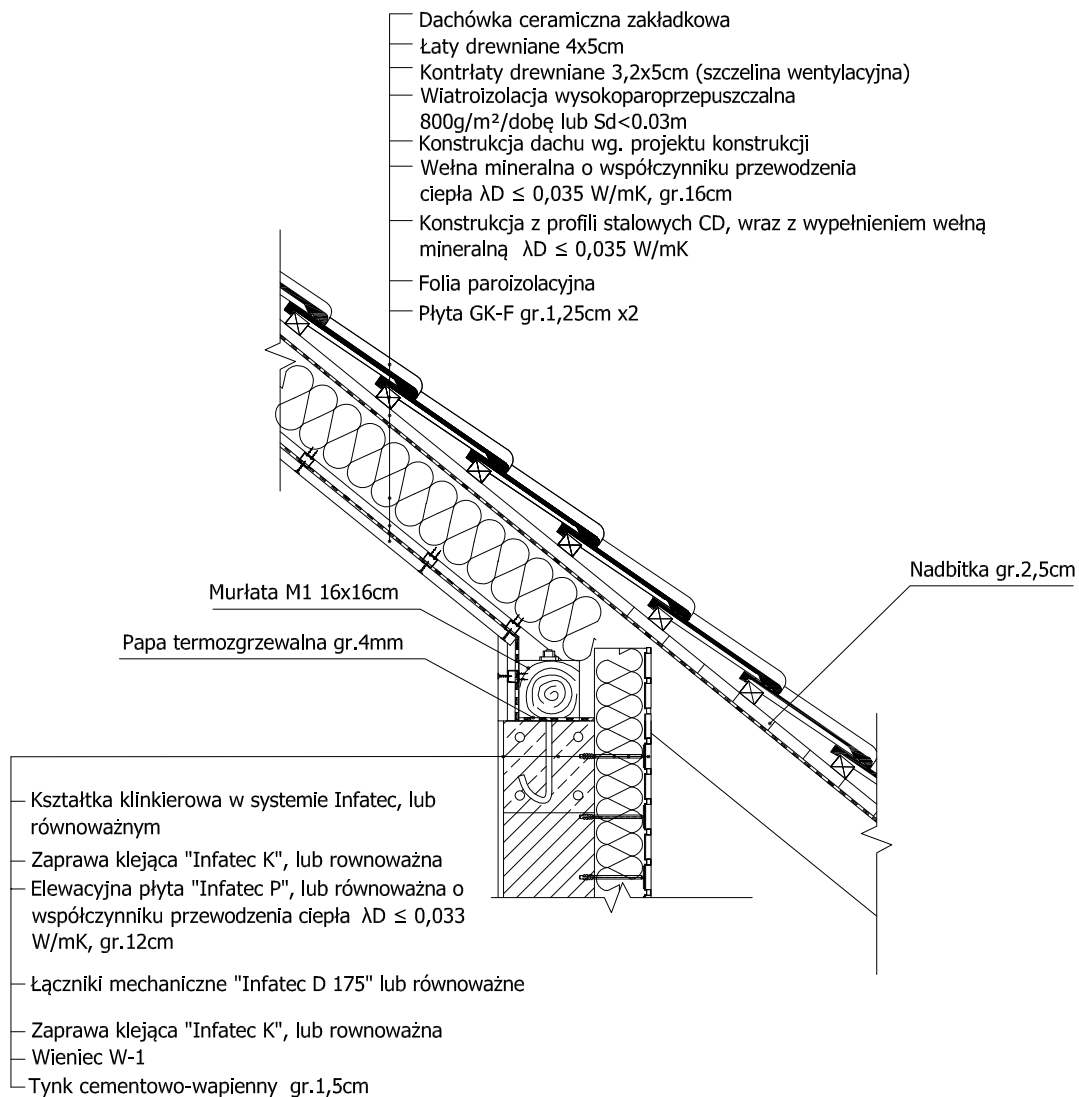 Dachówka ceramiczna zakładkowa
Łaty drewniane 4x5cm
Kontrłaty drewniane 3,2x5cm (szczelina wentylacyjna)
Wiatroizolacja wysokoparoprzepuszczalna
800g/m²/dobę lub Sd<0.03m
Konstrukcja dachu wg. projektu konstrukcji
Wełna mineralna o współczynniku przewodzenia
ciepła λD ≤ 0,035 W/mK, gr.16cm
Konstrukcja z profili stalowych CD, wraz z wypełnieniem wełną
mineralną λD ≤ 0,035 W/mK
Folia paroizolacyjna
Płyta GK-F gr.1,25cm x2
Nadbitka gr.2,5cm
Murłata M1 16x16cm
Papa termozgrzewalna gr.4mm
Kształtka klinkierowa w systemie Infatec, lub
równoważnym
Zaprawa klejąca "Infatec K", lub rownoważna
Elewacyjna płyta "Infatec P", lub równoważna o
współczynniku przewodzenia ciepła λD ≤ 0,033
W/mK, gr.12cm
Łączniki mechaniczne "Infatec D 175" lub równoważne
Zaprawa klejąca "Infatec K", lub rownoważna
Wieniec W-1
Tynk cementowo-wapienny gr.1,5cm